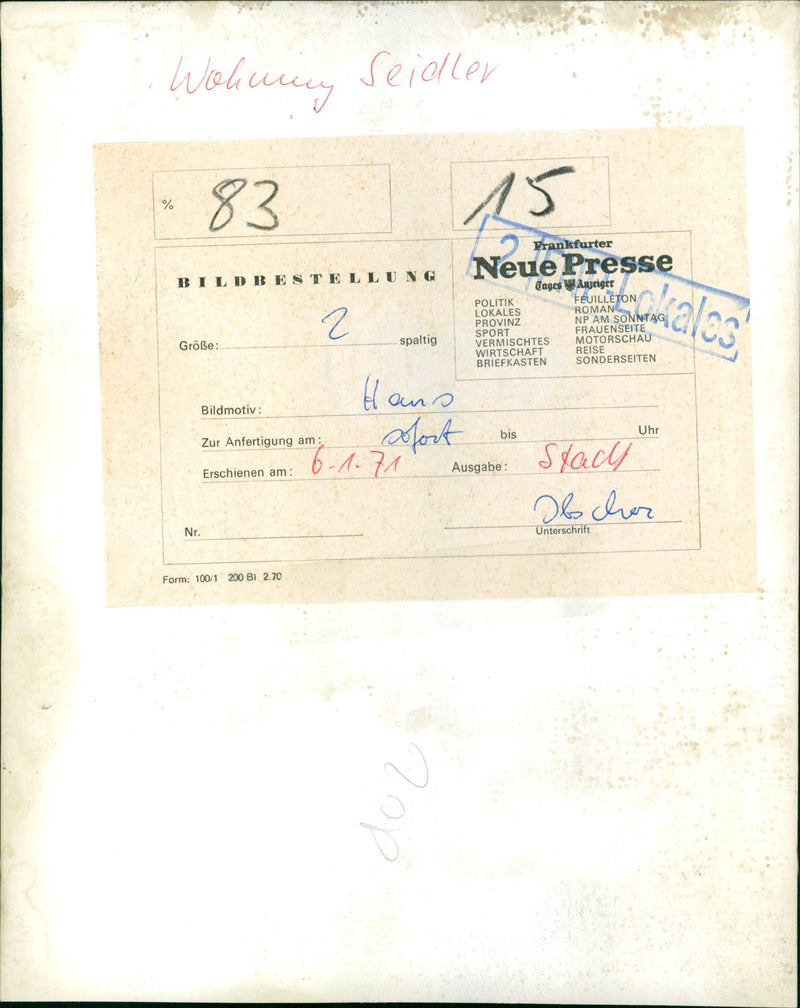 Wohnung Seidler
% 83
15
2 FNP-Lokales
Frankfurter
Neue Presse
Tages Anzeiger
BILDBESTELLUNG
POLITIK
LOKALES
PROVINZ
SPORT
VERMISCHTES
WIRTSCHAFT
BRIEFKASTEN
FEUILLETON
ROMAN
NP AM SONNTAG
FRAUENSEITE
MOTORSCHAU
REISE
SONDERSEITEN
Größe: 2 spaltig
Bildmotiv: Haus
Zur Anfertigung am: sofort bis Uhr
Erschienen am: 6-1-71 Ausgabe: Stadt
Nr.
Unterschrift
Form: 100/1 200 Bl. 2.70